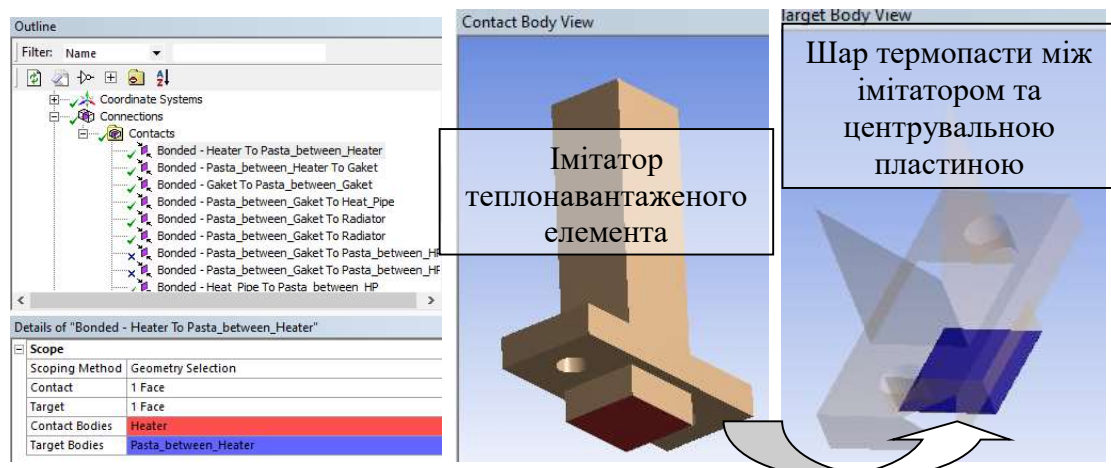 Outline
Filter: Name
Coordinate Systems
Connections
Contacts
Bonded - Heater To Pasta_between_Heater
Bonded - Pasta_between_Heater To Gaket
Bonded - Gaket To Pasta_between_Gaket
Bonded - Pasta_between_Gaket To Heat_Pipe
Bonded - Pasta_between_Gaket To Radiator
Bonded - Pasta_between_Gaket To Radiator
Bonded - Pasta_between_Gaket To Pasta_between_HP
Bonded - Pasta_between_Gaket To Pasta_between_HP
Bonded - Heat_Pipe To Pasta_between_HP
Details of "Bonded - Heater To Pasta_between_Heater"
Scope
Scoping Method Geometry Selection
Contact 1 Face
Target 1 Face
Contact Bodies Heater
Target Bodies Pasta_between_Heater
Contact Body View
Імітатор
теплонавантаженого
елемента
Target Body View
Шар термопасти між
імітатором та
центрувальною
пластиною